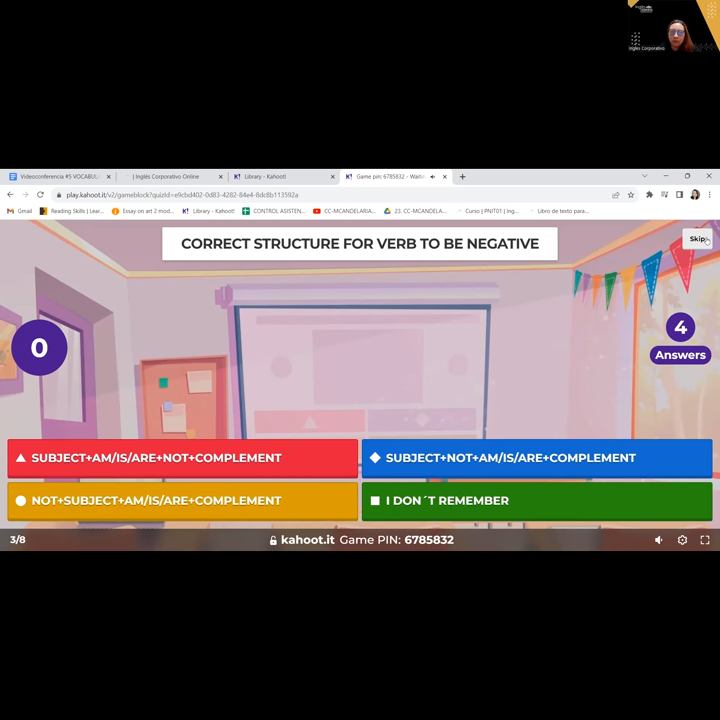 Inglés Corporativo
Videoconferencia #5 VOCABUL
| Inglés Corporativo Online
Library - Kahoot!
Game pin: 6785832 - Waitin
play.kahoot.it/v2/gameblock?quizId=e9cbd402-0d83-4282-84e4-8dc8b113592a
Gmail
Reading Skills | Lear...
Essay on art 2 mod...
Library - Kahoot!
CONTROL ASISTEN...
CC-MCANDELARIA...
23. CC-MCANDELA...
Curso | PNIT01 | Ing...
Libro de texto para...
CORRECT STRUCTURE FOR VERB TO BE NEGATIVE
Skip
0
4
Answers
SUBJECT+AM/IS/ARE+NOT+COMPLEMENT
SUBJECT+NOT+AM/IS/ARE+COMPLEMENT
NOT+SUBJECT+AM/IS/ARE+COMPLEMENT
I DON´T REMEMBER
3/8
kahoot.it Game PIN: 6785832